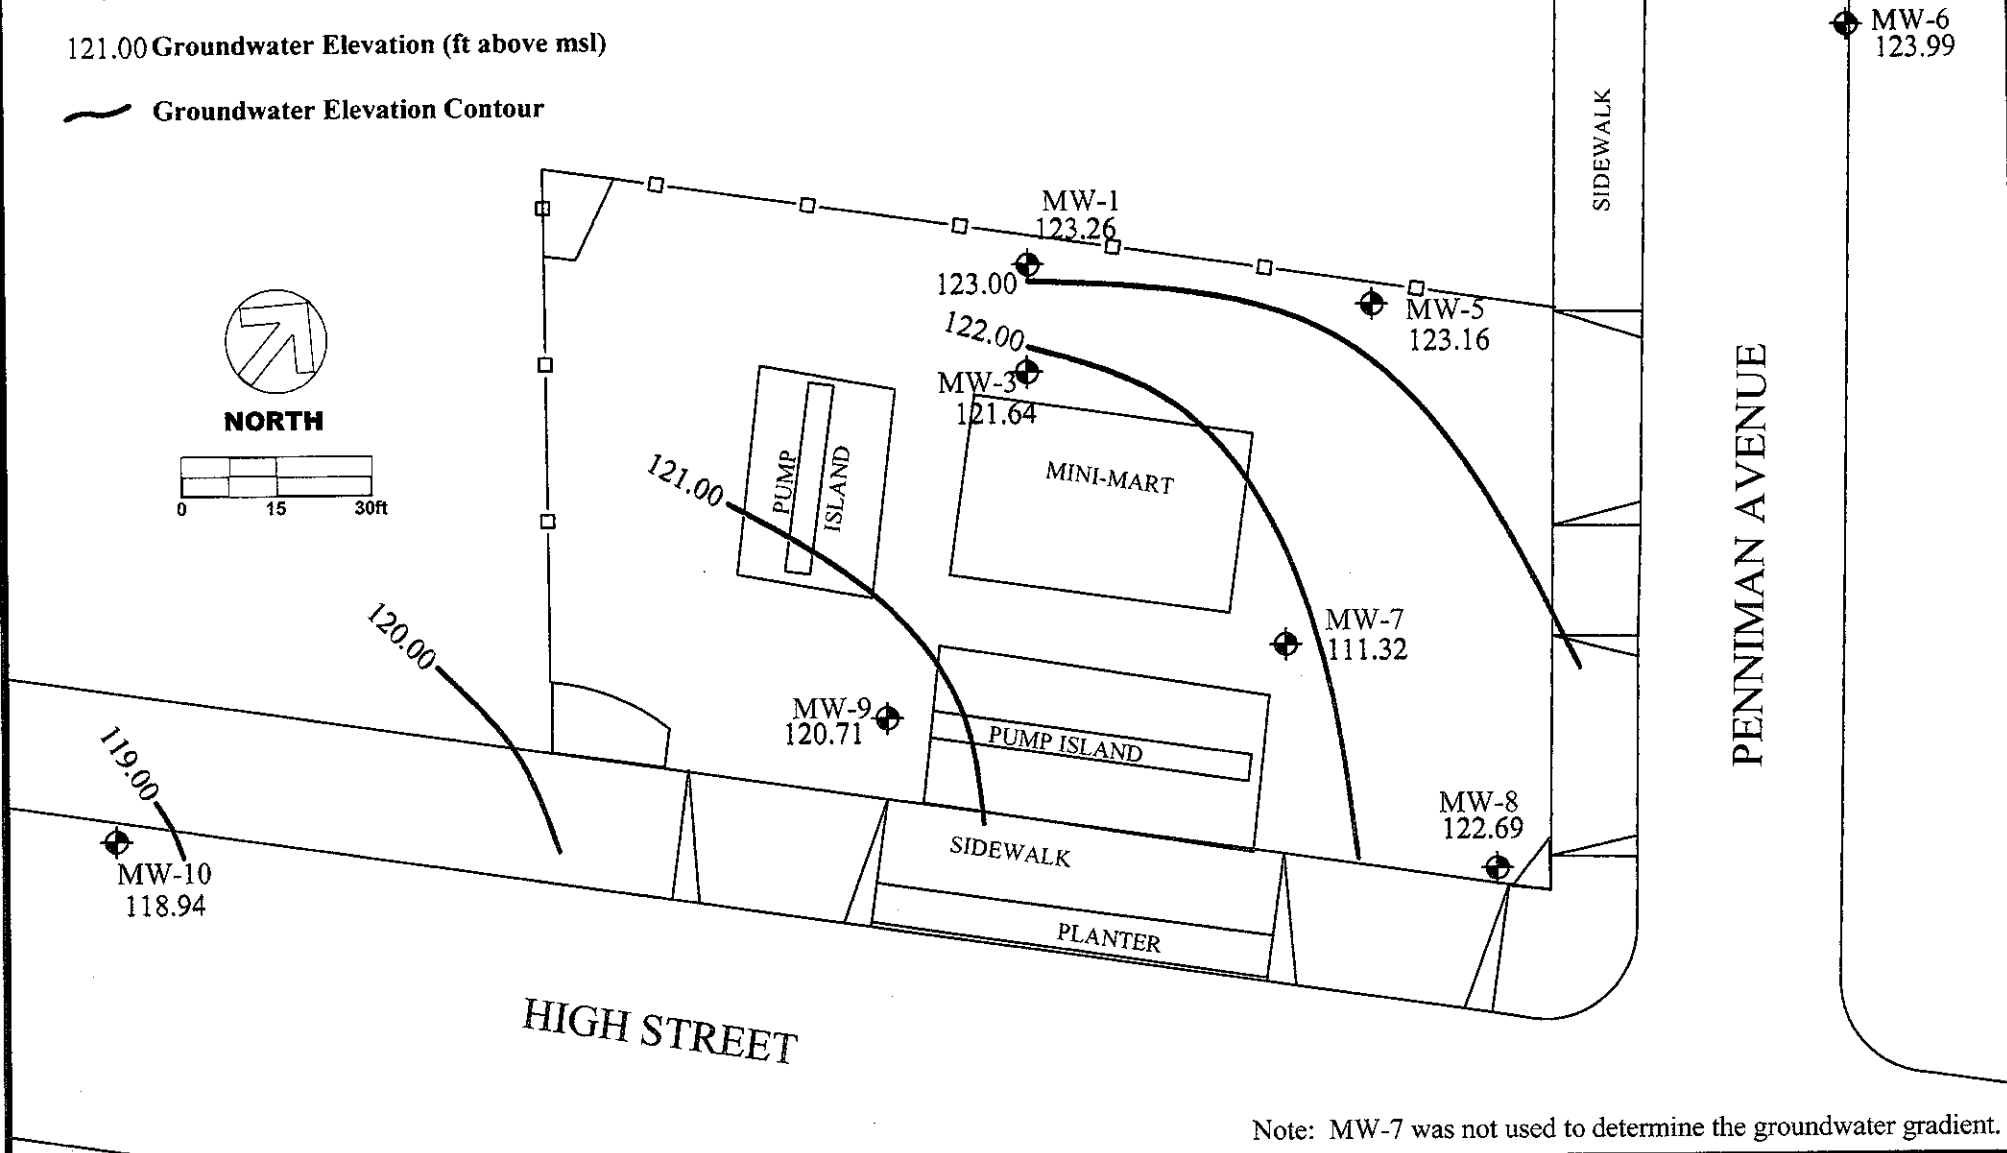 121.00 Groundwater Elevation (ft above msl)
Groundwater Elevation Contour
MW-6
123.99
SIDEWALK
MW-1
123.26
123.00
122.00
MW-5
123.16
MW-3
121.64
NORTH
0 15 30ft
121.00
PUMP
ISLAND
MINI-MART
PENNIMAN AVENUE
120.00
MW-7
111.32
MW-9
120.71
PUMP ISLAND
119.00
MW-8
122.69
SIDEWALK
MW-10
118.94
PLANTER
HIGH STREET
Note: MW-7 was not used to determine the groundwater gradient.